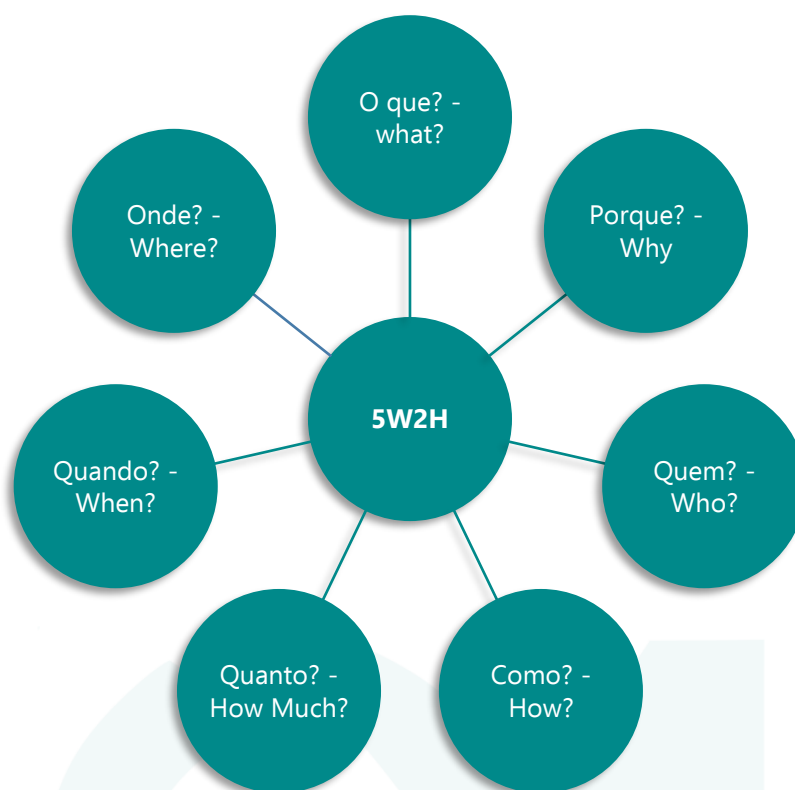 O que? -
what?
Porque? -
Why
Quem? -
Who?
Como? -
How?
Quanto? -
How Much?
Quando? -
When?
Onde? -
Where?
5W2H